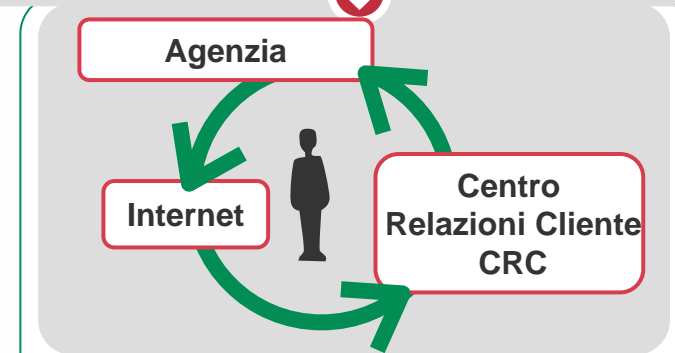 Agenzia
Internet
Centro
Relazioni Cliente
CRC